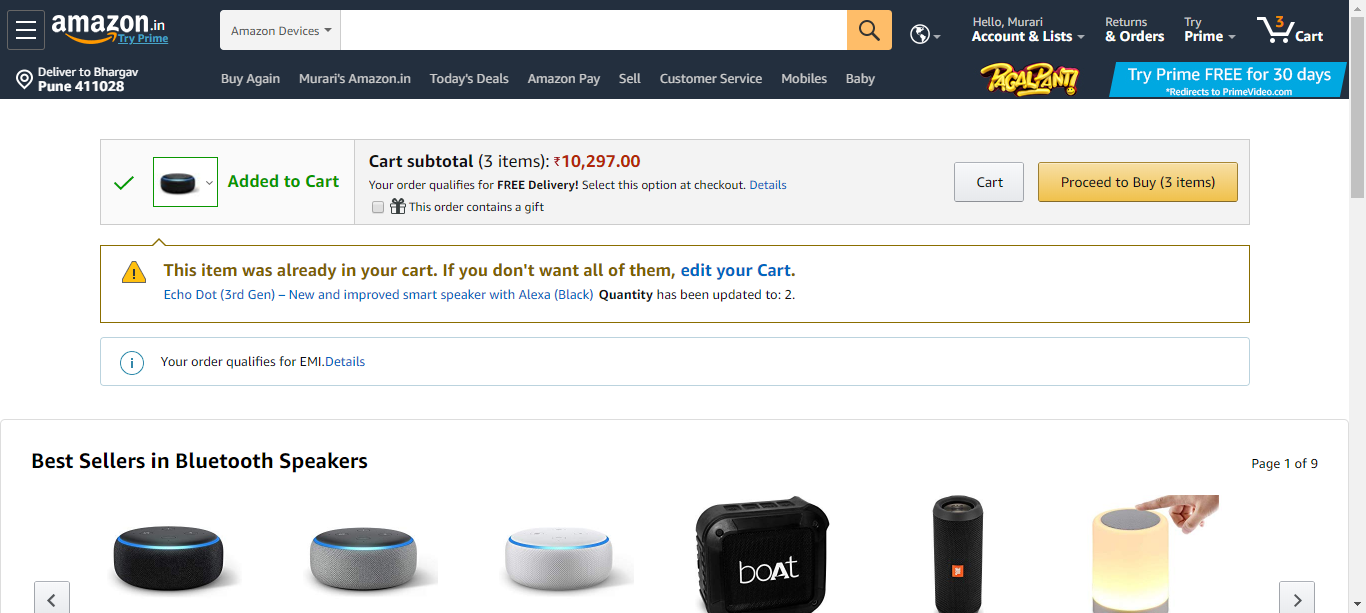 amazon.in
Try Prime
Amazon Devices
Hello, Murari
Account & Lists
Returns
& Orders
Try
Prime
3
Cart
Deliver to Bhargav
Pune 411028
Buy Again
Murari's Amazon.in
Today's Deals
Amazon Pay
Sell
Customer Service
Mobiles
Baby
PAGALPANTI
Try Prime FREE for 30 days
*Redirects to PrimeVideo.com
Added to Cart
Cart subtotal (3 items): ₹10,297.00
Your order qualifies for FREE Delivery! Select this option at checkout. Details
This order contains a gift
Cart
Proceed to Buy (3 items)
This item was already in your cart. If you don't want all of them, edit your Cart.
Echo Dot (3rd Gen) – New and improved smart speaker with Alexa (Black) Quantity has been updated to: 2.
Your order qualifies for EMI.Details
Best Sellers in Bluetooth Speakers
Page 1 of 9
boAt
JBL